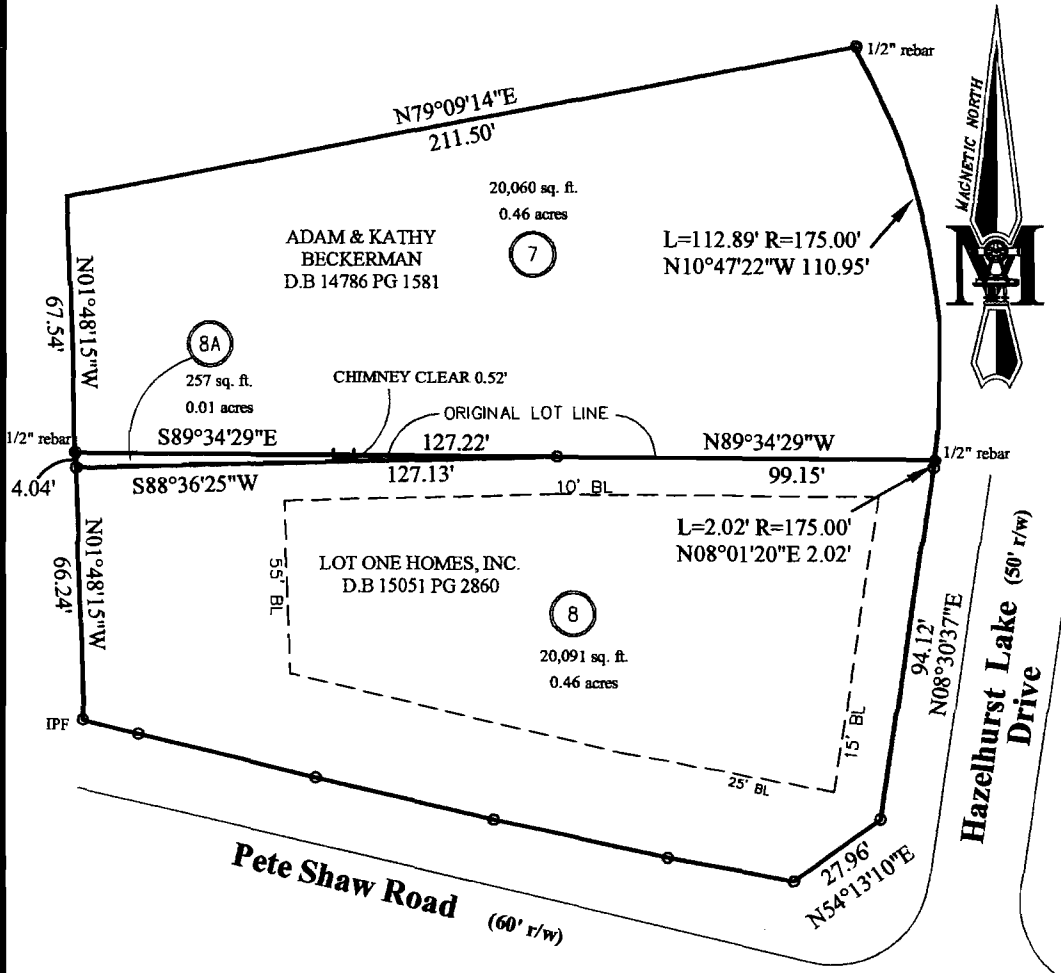 1/2" rebar
N79°09'14"E
211.50'
MAGNETIC NORTH
M
20,060 sq. ft.
0.46 acres
7
ADAM & KATHY
BECKERMAN
D.B 14786 PG 1581
L=112.89' R=175.00'
N10°47'22"W 110.95'
N01°48'15"W
67.54'
8A
257 sq. ft.
0.01 acres
CHIMNEY CLEAR 0.52'
ORIGINAL LOT LINE
1/2" rebar
S89°34'29"E
127.22'
N89°34'29"W
1/2" rebar
4.04'
S88°36'25"W
127.13'
99.15'
10' BL
L=2.02' R=175.00'
N08°01'20"E 2.02'
N01°48'15"W
66.24'
55' BL
LOT ONE HOMES, INC.
D.B 15051 PG 2860
8
20,091 sq. ft.
0.46 acres
94.12'
N08°30'37"E
Hazelhurst Lake (50' r/w)
Drive
15' BL
25' BL
IPF
27.96'
N54°13'10"E
Pete Shaw Road (60' r/w)